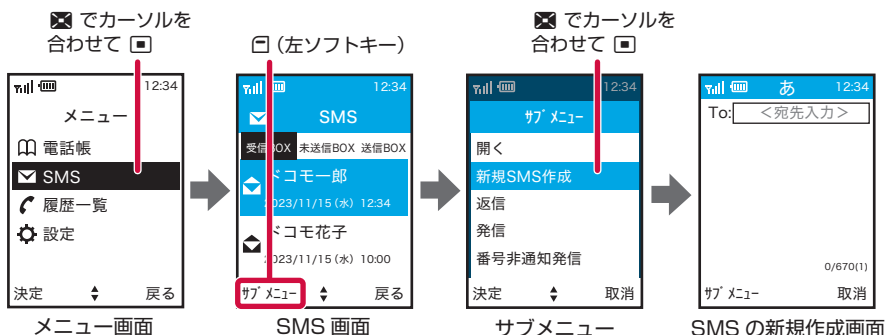 でカーソルを
合わせて
(左ソフトキー)
でカーソルを
合わせて
12:34
メニュー
電話帳
SMS
履歴一覧
設定
決定 戻る
メニュー画面
12:34
SMS
受信BOX 未送信BOX 送信BOX
ドコモ一郎
2023/11/15(水) 12:34
ドコモ花子
2023/11/15(水) 10:00
ｻﾌﾞﾒﾆｭｰ 戻る
SMS 画面
12:34
ｻﾌﾞﾒﾆｭｰ
開く
新規SMS作成
返信
発信
番号非通知発信
決定 取消
サブメニュー
あ 12:34
To: <宛先入力>
0/670(1)
ｻﾌﾞﾒﾆｭｰ 取消
SMS の新規作成画面